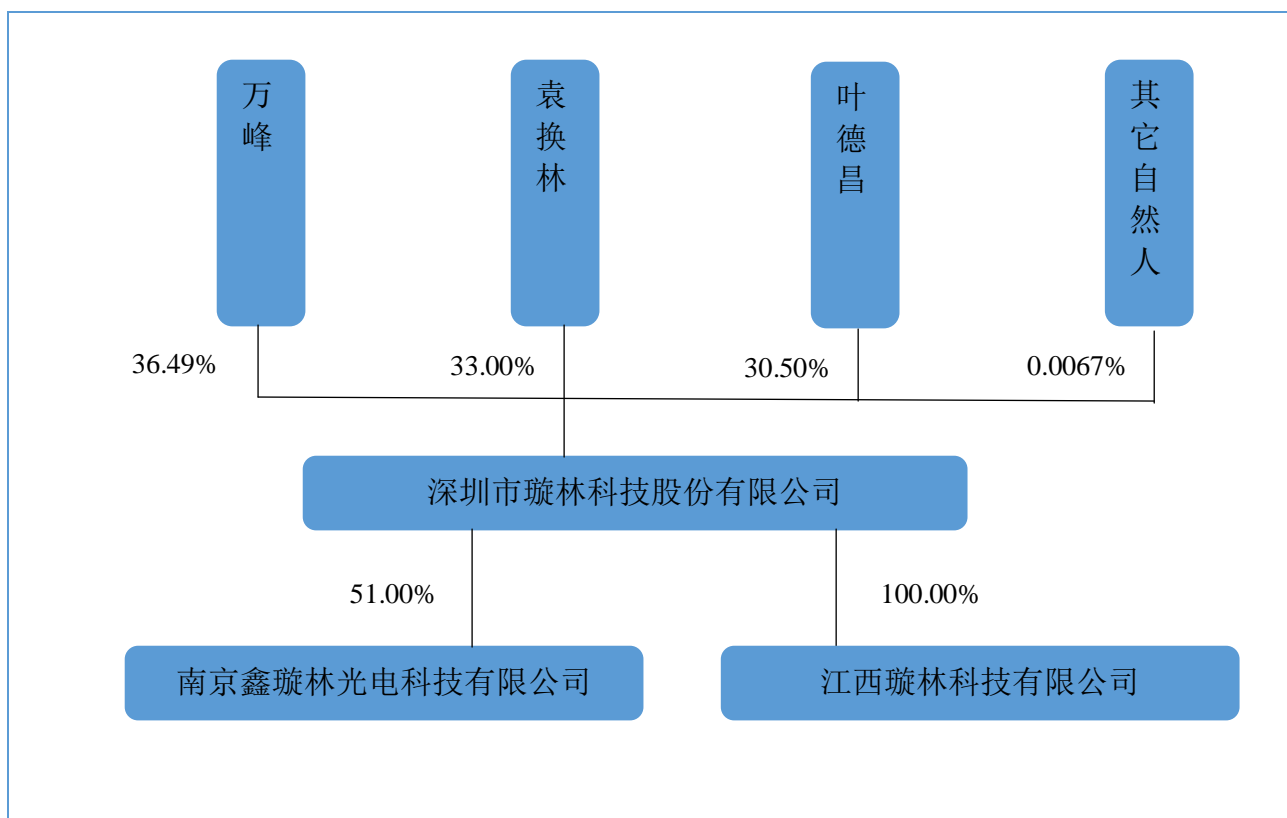 万峰
袁换林
叶德昌
其它自然人
36.49%
33.00%
30.50%
0.0067%
深圳市璇林科技股份有限公司
51.00%
100.00%
南京鑫璇林光电科技有限公司
江西璇林科技有限公司